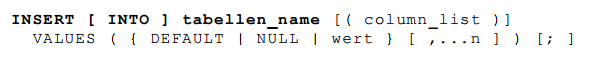 INSERT [ INTO ] tabellen_name [( column_list )]
VALUES ( { DEFAULT | NULL | wert } [ ,...n ] ) [; ]